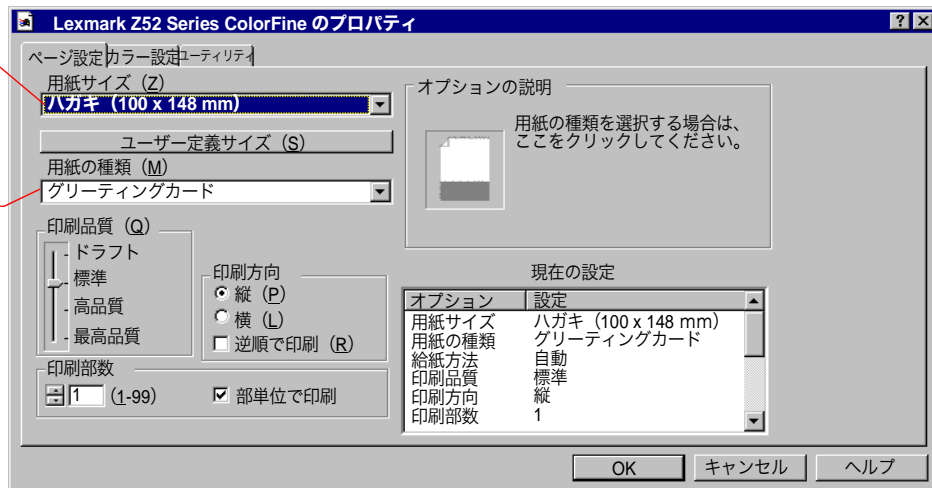 Lexmark Z52 Series ColorFine のプロパティ
ページ設定 カラー設定 ユーティリティ
用紙サイズ（Z）
ハガキ（100 x 148 mm）
ユーザー定義サイズ（S）
用紙の種類（M）
グリーティングカード
印刷品質（Q）
ドラフト
標準
高品質
最高品質
印刷方向
縦（P）
横（L）
逆順で印刷（R）
印刷部数
1 (1-99)
部単位で印刷
オプションの説明
用紙の種類を選択する場合は、
ここをクリックしてください。
現在の設定
オプション 設定
用紙サイズ ハガキ（100 x 148 mm）
用紙の種類 グリーティングカード
給紙方法 自動
印刷品質 標準
印刷方向 縦
印刷部数 1
OK キャンセル ヘルプ